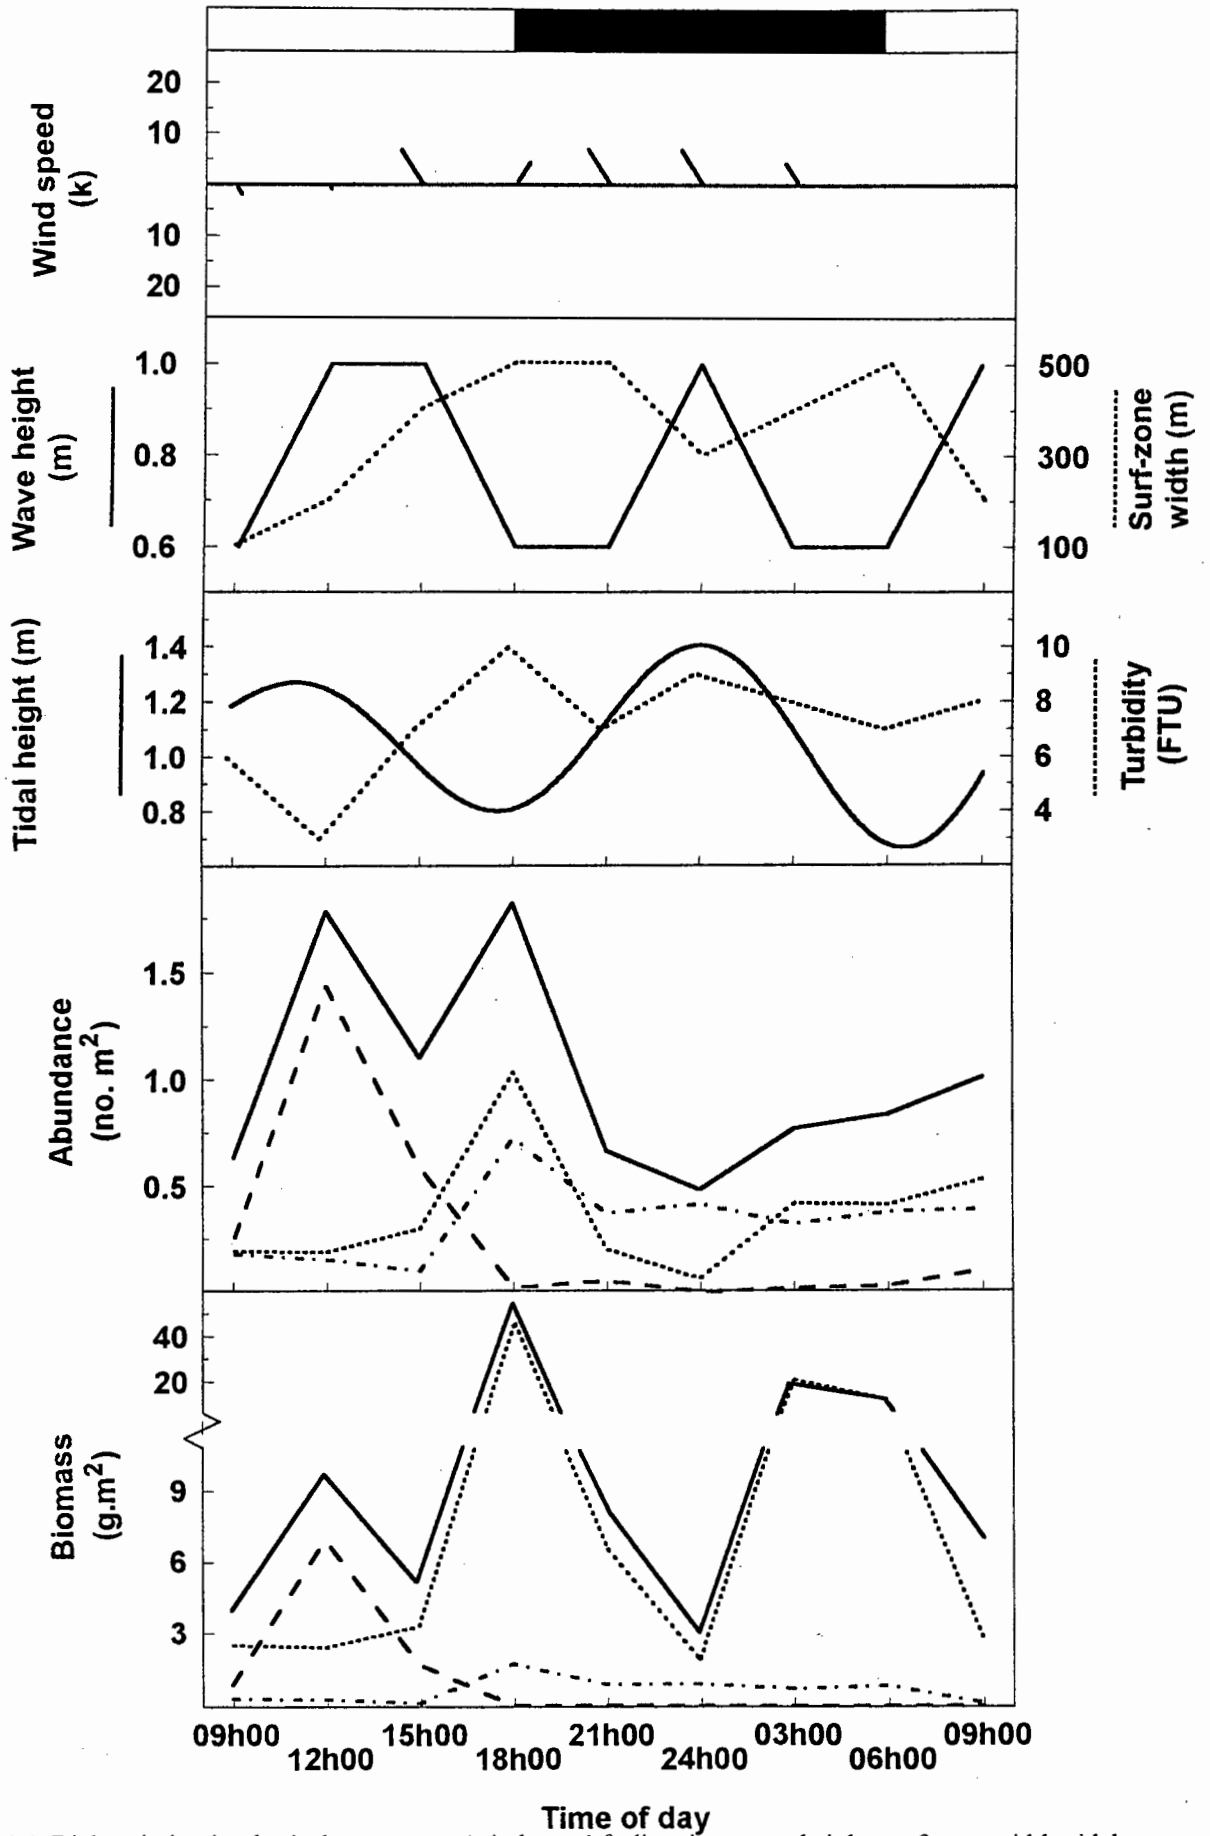 20
10
10
20
Wind speed
(k)
1.0
0.8
0.6
Wave height
(m)
500
300
100
Surf-zone
width (m)
1.4
1.2
1.0
0.8
Tidal height (m)
10
8
6
4
Turbidity
(FTU)
1.5
1.0
0.5
Abundance
(no. m2)
40
20
9
6
3
Biomass
(g.m2)
09h00 15h00 21h00 03h00 09h00
12h00 18h00 24h00 06h00
Time of day